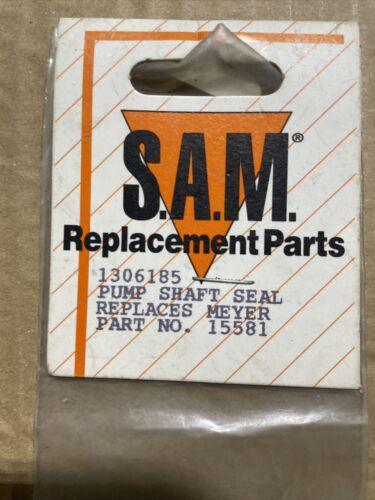 S.A.M.®
Replacement Parts
1306185
PUMP SHAFT SEAL
REPLACES MEYER
PART NO. 15581